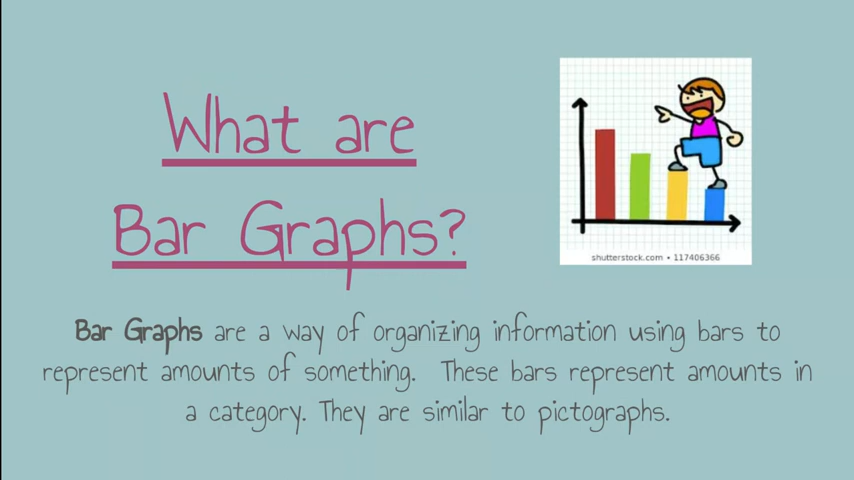 What are
Bar Graphs?
shutterstock.com • 117406366
Bar Graphs are a way of organizing information using bars to
represent amounts of something. These bars represent amounts in
a category. They are similar to pictographs.